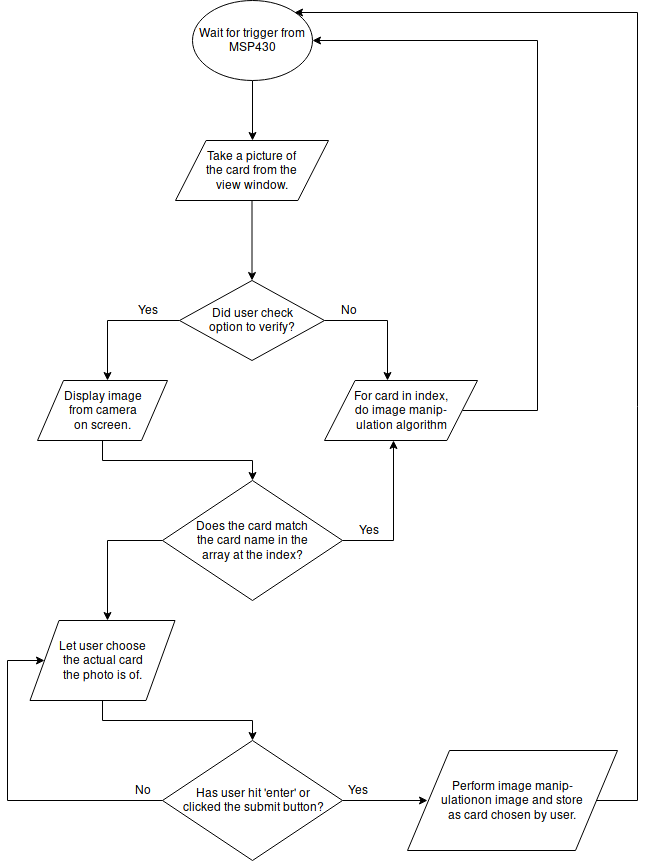 Wait for trigger from
MSP430
Take a picture of
the card from the
view window.
Did user check
option to verify?
Yes
No
Display image
from camera
on screen.
For card in index,
do image manip-
ulation algorithm
Does the card match
the card name in the
array at the index?
Yes
Let user choose
the actual card
the photo is of.
Has user hit 'enter' or
clicked the submit button?
No
Yes
Perform image manip-
ulationon image and store
as card chosen by user.